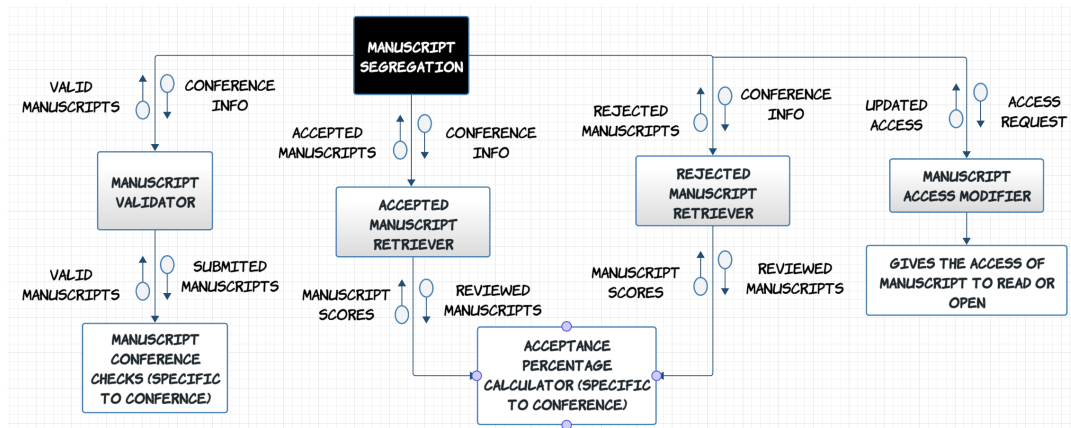 MANUSCRIPT
SEGREGATION
VALID
MANUSCRIPTS
CONFERENCE
INFO
ACCEPTED
MANUSCRIPTS
CONFERENCE
INFO
REJECTED
MANUSCRIPTS
CONFERENCE
INFO
UPDATED
ACCESS
ACCESS
REQUEST
MANUSCRIPT
VALIDATOR
ACCEPTED
MANUSCRIPT
RETRIEVER
REJECTED
MANUSCRIPT
RETRIEVER
MANUSCRIPT
ACCESS MODIFIER
VALID
MANUSCRIPTS
SUBMITED
MANUSCRIPTS
MANUSCRIPT
SCORES
REVIEWED
MANUSCRIPTS
MANUSCRIPT
SCORES
REVIEWED
MANUSCRIPTS
GIVES THE ACCESS OF
MANUSCRIPT TO READ OR
OPEN
MANUSCRIPT
CONFERENCE
CHECKS (SPECIFIC
TO CONFERNCE)
ACCEPTANCE
PERCENTAGE
CALCULATOR (SPECIFIC
TO CONFERENCE)